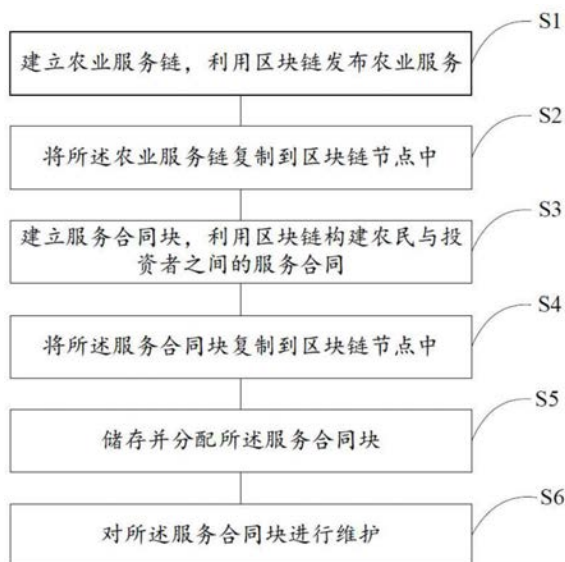 S1
建立农业服务链，利用区块链发布农业服务
S2
将所述农业服务链复制到区块链节点中
S3
建立服务合同块，利用区块链构建农民与投
资者之间的服务合同
S4
将所述服务合同块复制到区块链节点中
S5
储存并分配所述服务合同块
S6
对所述服务合同块进行维护